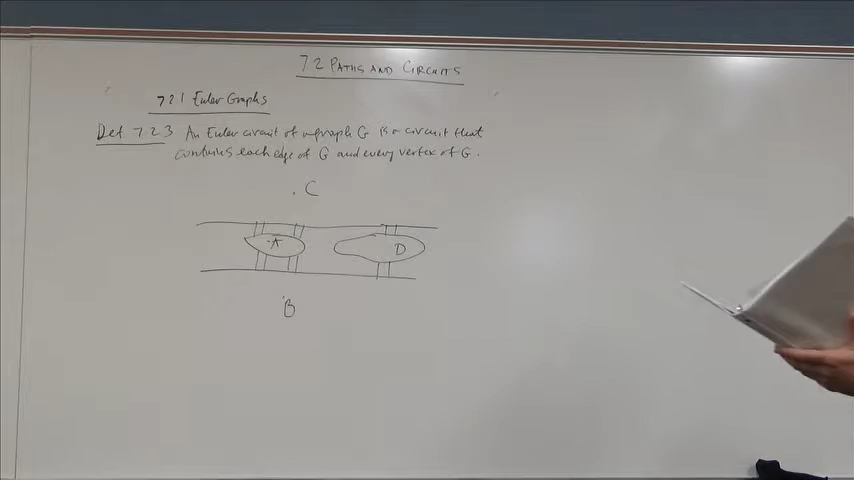 7.2 PATHS AND CIRCUITS
7.2.1 Euler Graphs
Def 7.2.3 An Euler circuit of a graph G is a circuit that
contains each edge of G and every vertex of G.
C
A
D
B